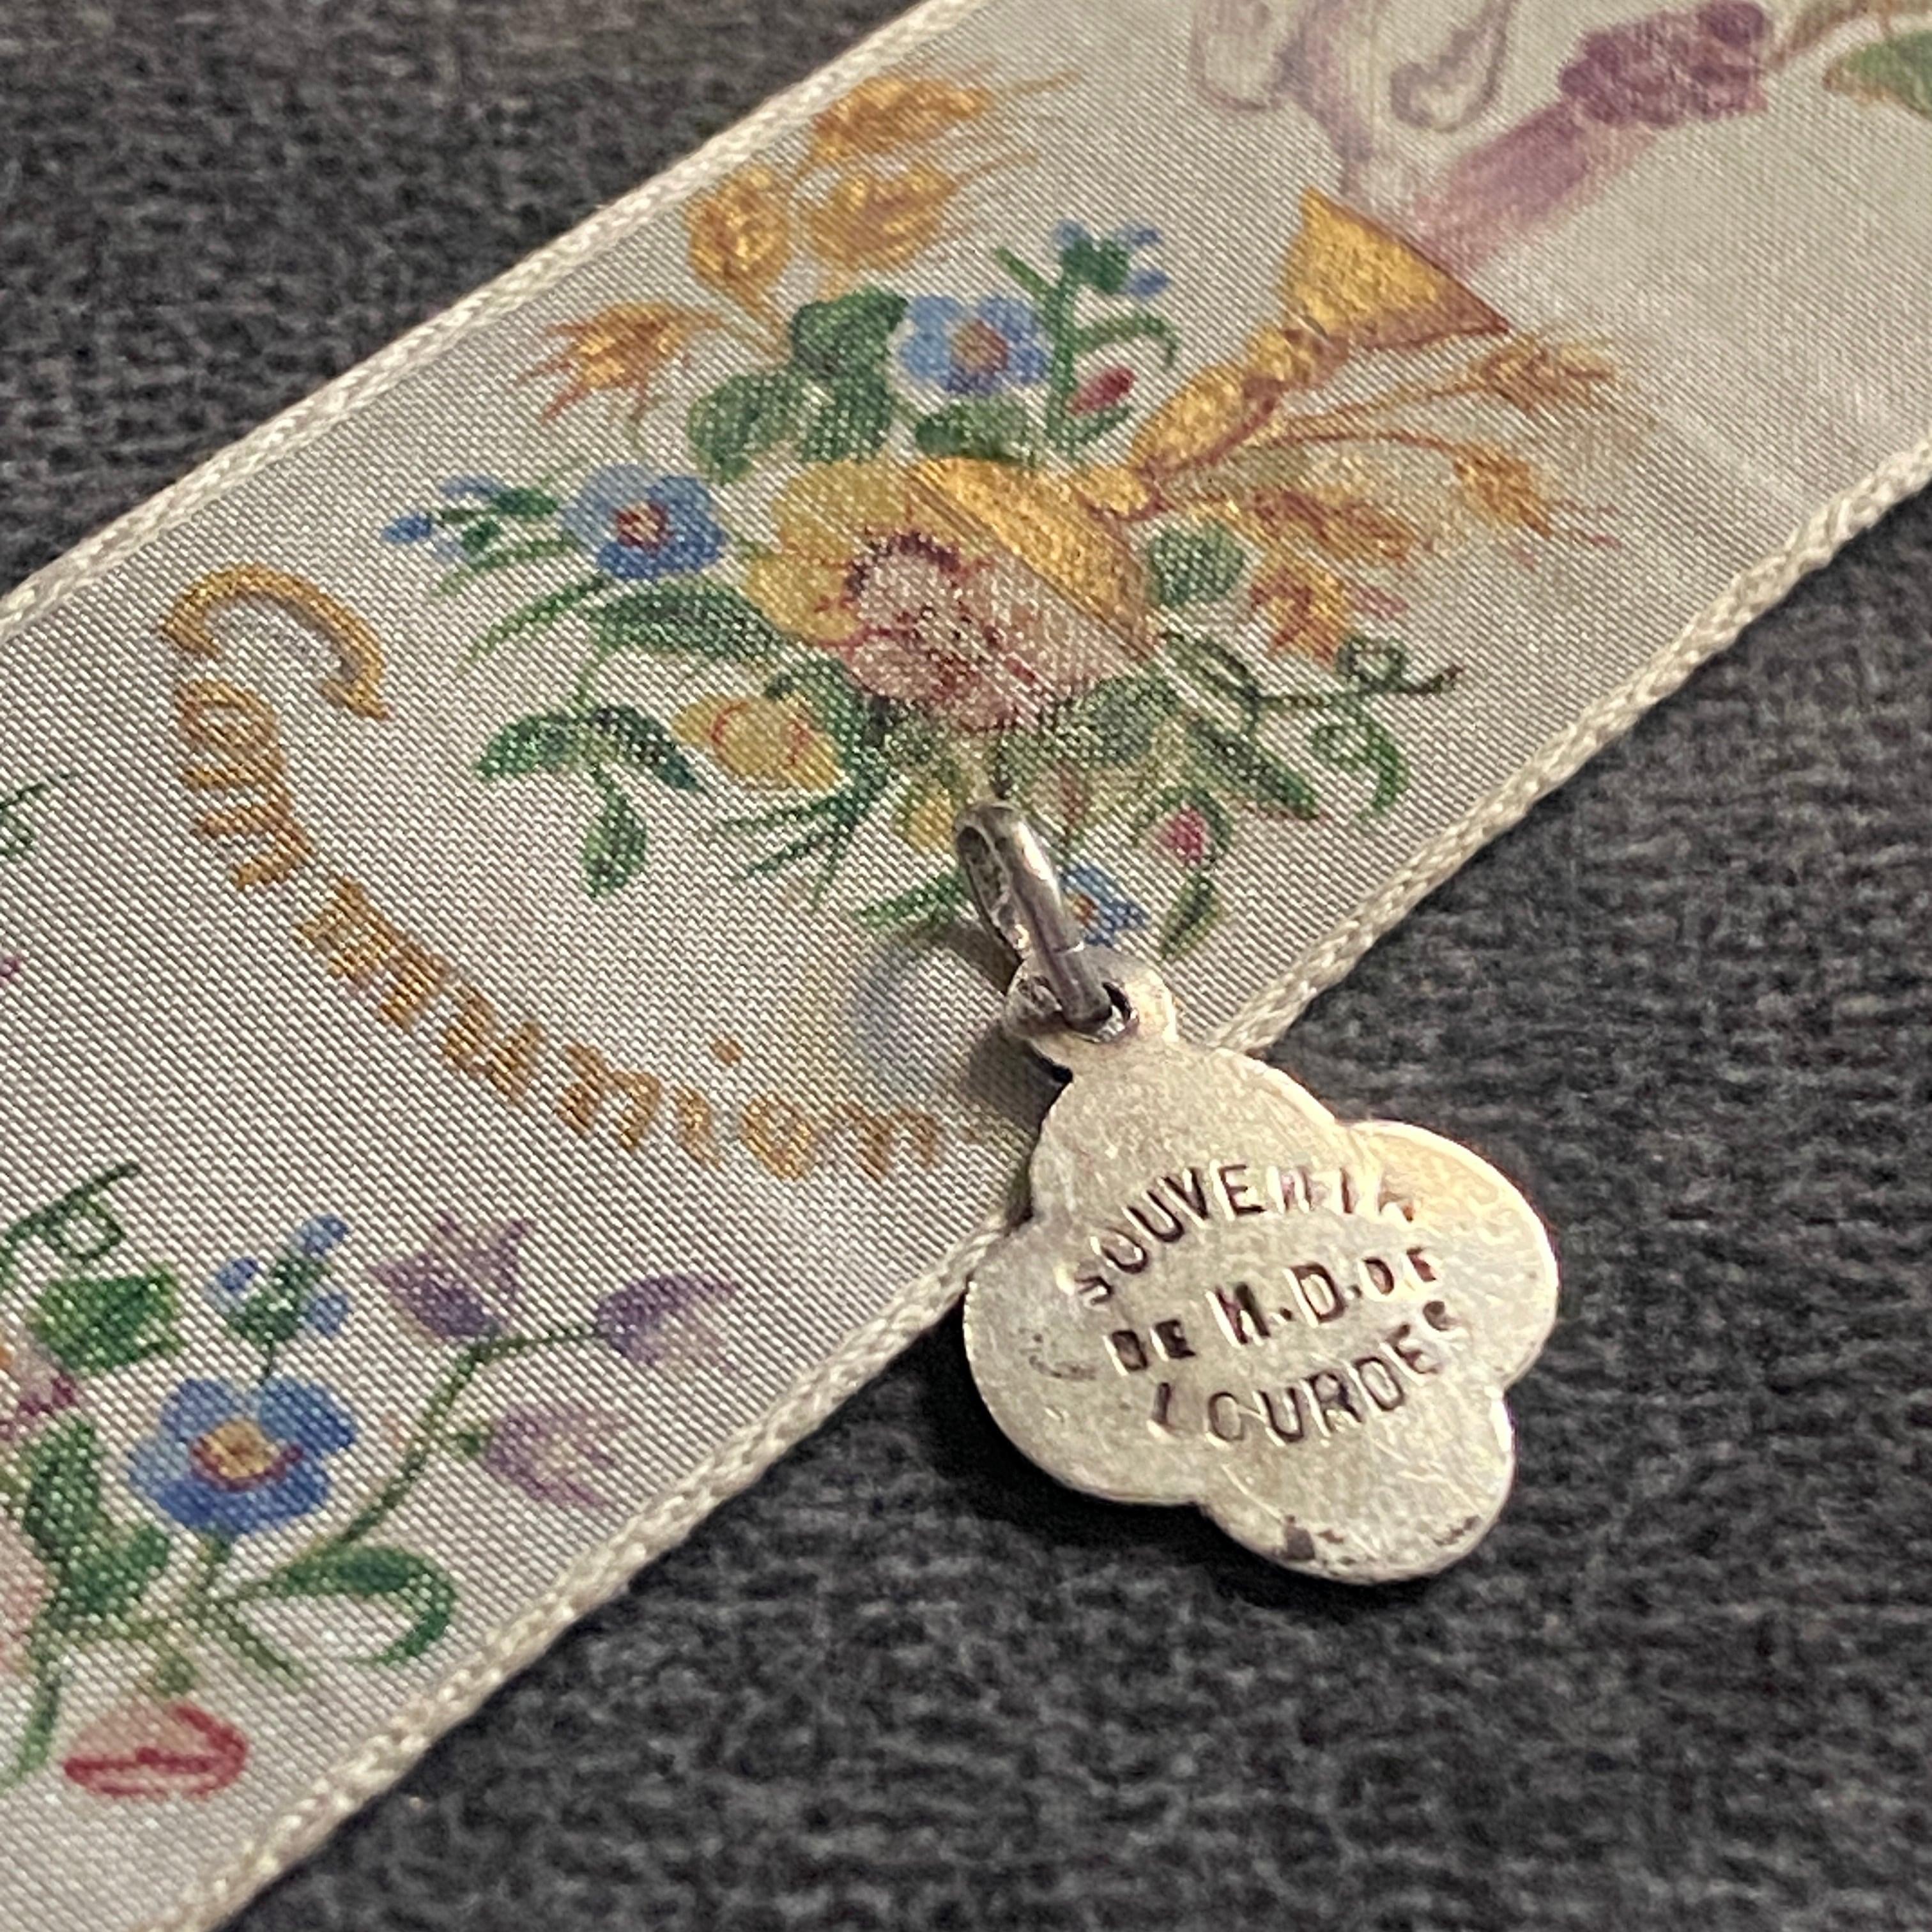 Communion
SOUVENIR
DE N.D. DE
LOURDES